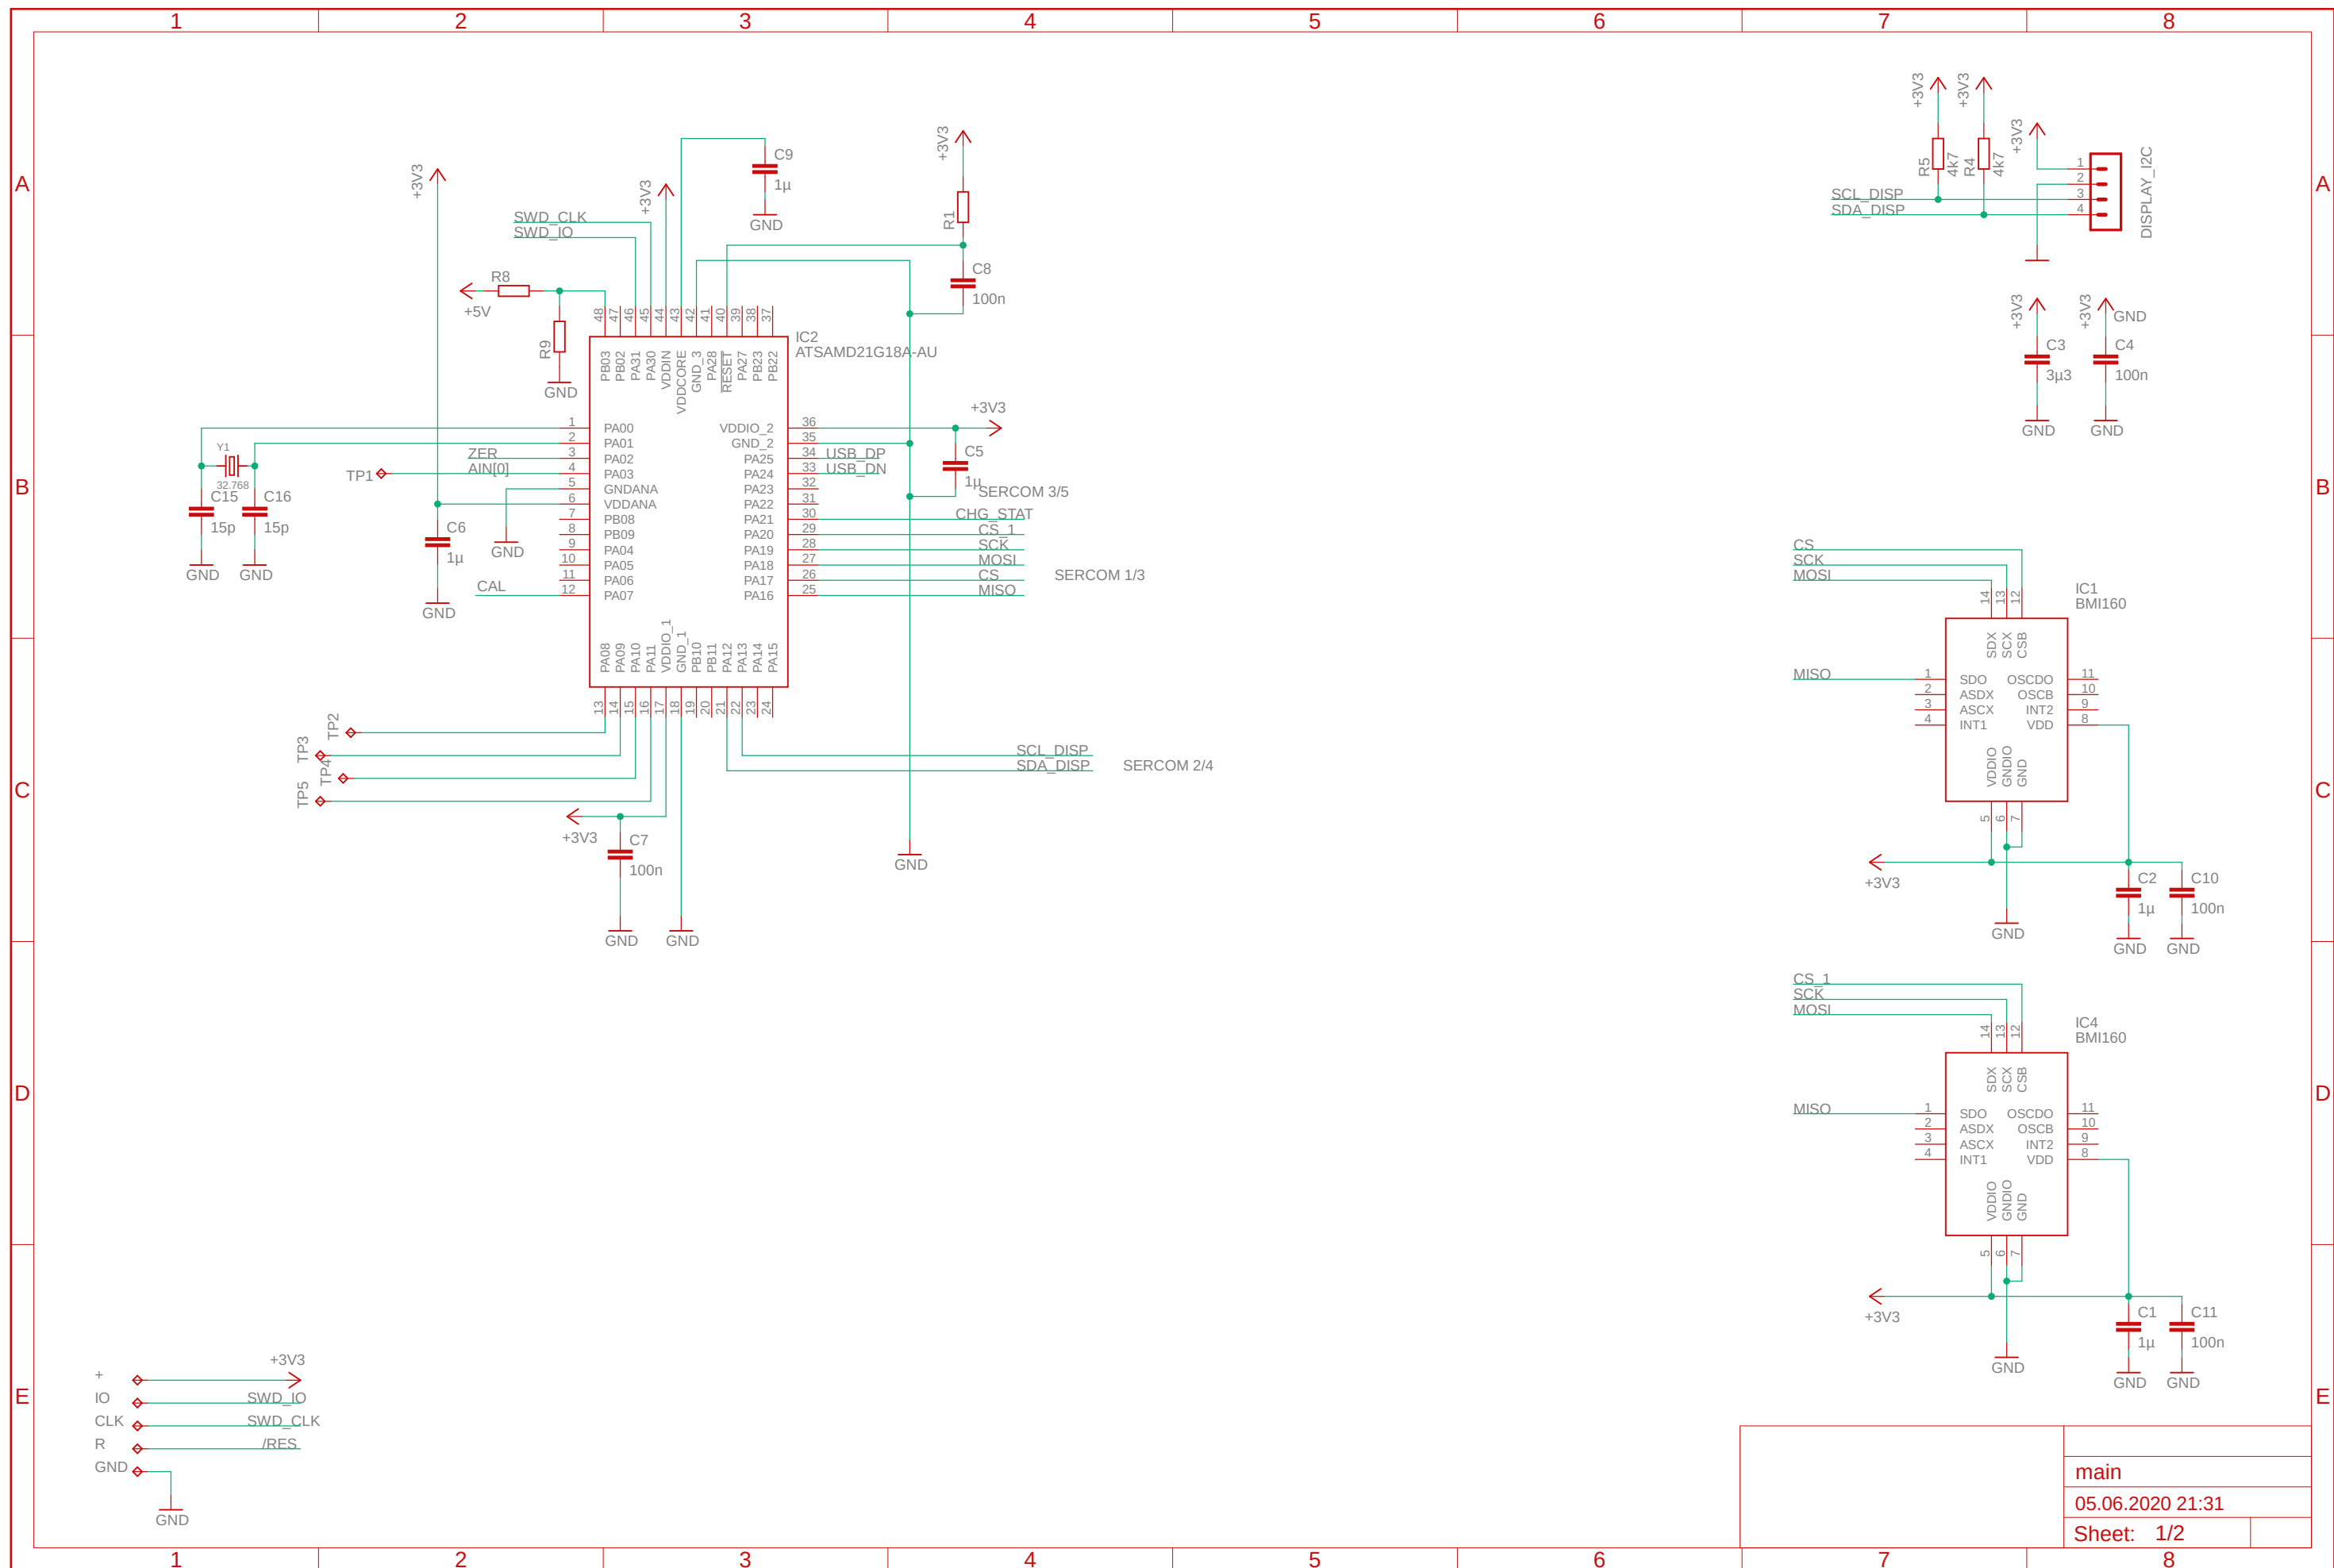 1 2 3 4 5 6 7 8
A
A
B
B
C
C
D
D
E
E
+3V3
SWD_CLK
SWD_IO
+3V3
C9
1µ
GND
+3V3
R1
C8
100n
R8
+5V
R9
GND
48 47 46 45 44 43 42 41 40 39 38 37
IC2
ATSAMD21G18A-AU
PB03 PB02 PA31 PA30 VDDIN VDDCORE GND_3 PA28 RESET PA27 PB23 PB22
1 PA00
2 PA01
ZER 3 PA02
TP1 AIN[0] 4 PA03
5 GNDANA
6 VDDANA
7 PB08
8 PB09
9 PA04
10 PA05
11 PA06
CAL 12 PA07
VDDIO_2 36
GND_2 35
PA25 34 USB_DP
PA24 33 USB_DN
PA23 32
PA22 31
PA21 30 CHG_STAT
PA20 29 CS_1
PA19 28 SCK
PA18 27 MOSI
PA17 26 CS
PA16 25 MISO
+3V3
C5
1µ
SERCOM 3/5
SERCOM 1/3
Y1
32.768
C15
15p
C16
15p
GND
GND
C6
1µ
GND
GND
PA08 PA09 PA10 PA11 VDDIO_1 GND_1 PB10 PB11 PA12 PA13 PA14 PA15
13 14 15 16 17 18 19 20 21 22 23 24
TP2
TP3
TP4
TP5
SCL_DISP
SDA_DISP
SERCOM 2/4
+3V3
C7
100n
GND
GND
GND
+3V3
+3V3
+3V3
R5
4k7
R4
4k7
SCL_DISP
SDA_DISP
1
2
3
4
DISPLAY_I2C
+3V3
+3V3
GND
C3
3µ3
C4
100n
GND
GND
CS
SCK
MOSI
14 13 12
IC1
BMI160
SDX SCX CSB
MISO
1 SDO OSCDO 11
2 ASDX OSCB 10
3 ASCX INT2 9
4 INT1 VDD 8
VDDIO GNDIO GND
5 6 7
+3V3
C2
1µ
C10
100n
GND
GND
GND
CS_1
SCK
MOSI
14 13 12
IC4
BMI160
SDX SCX CSB
MISO
1 SDO OSCDO 11
2 ASDX OSCB 10
3 ASCX INT2 9
4 INT1 VDD 8
VDDIO GNDIO GND
5 6 7
+3V3
C1
1µ
C11
100n
GND
GND
GND
+ +3V3
IO SWD_IO
CLK SWD_CLK
R /RES
GND
GND
main
05.06.2020 21:31
Sheet: 1/2
1 2 3 4 5 6 7 8